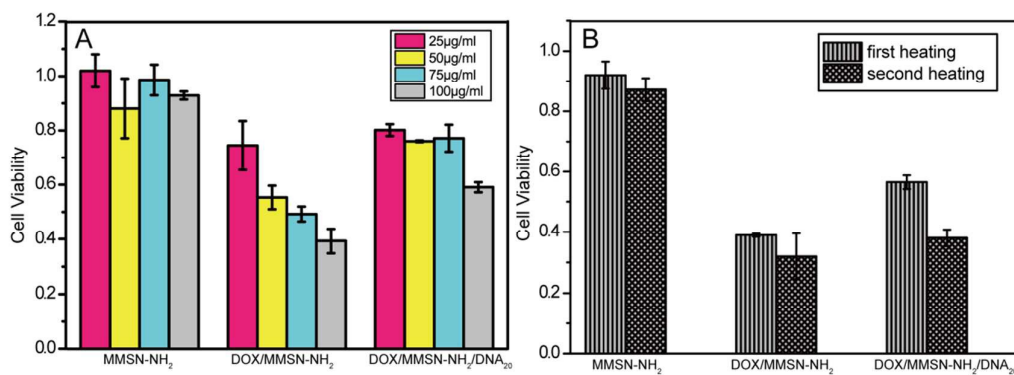 A
1.2
1.0
0.8
0.6
0.4
0.2
0.0
Cell Viability
25μg/ml
50μg/ml
75μg/ml
100μg/ml
MMSN-NH₂
DOX/MMSN-NH₂
DOX/MMSN-NH₂/DNA₂₀
B
1.0
0.8
0.6
0.4
0.2
0.0
Cell Viability
first heating
second heating
MMSN-NH₂
DOX/MMSN-NH₂
DOX/MMSN-NH₂/DNA₂₀